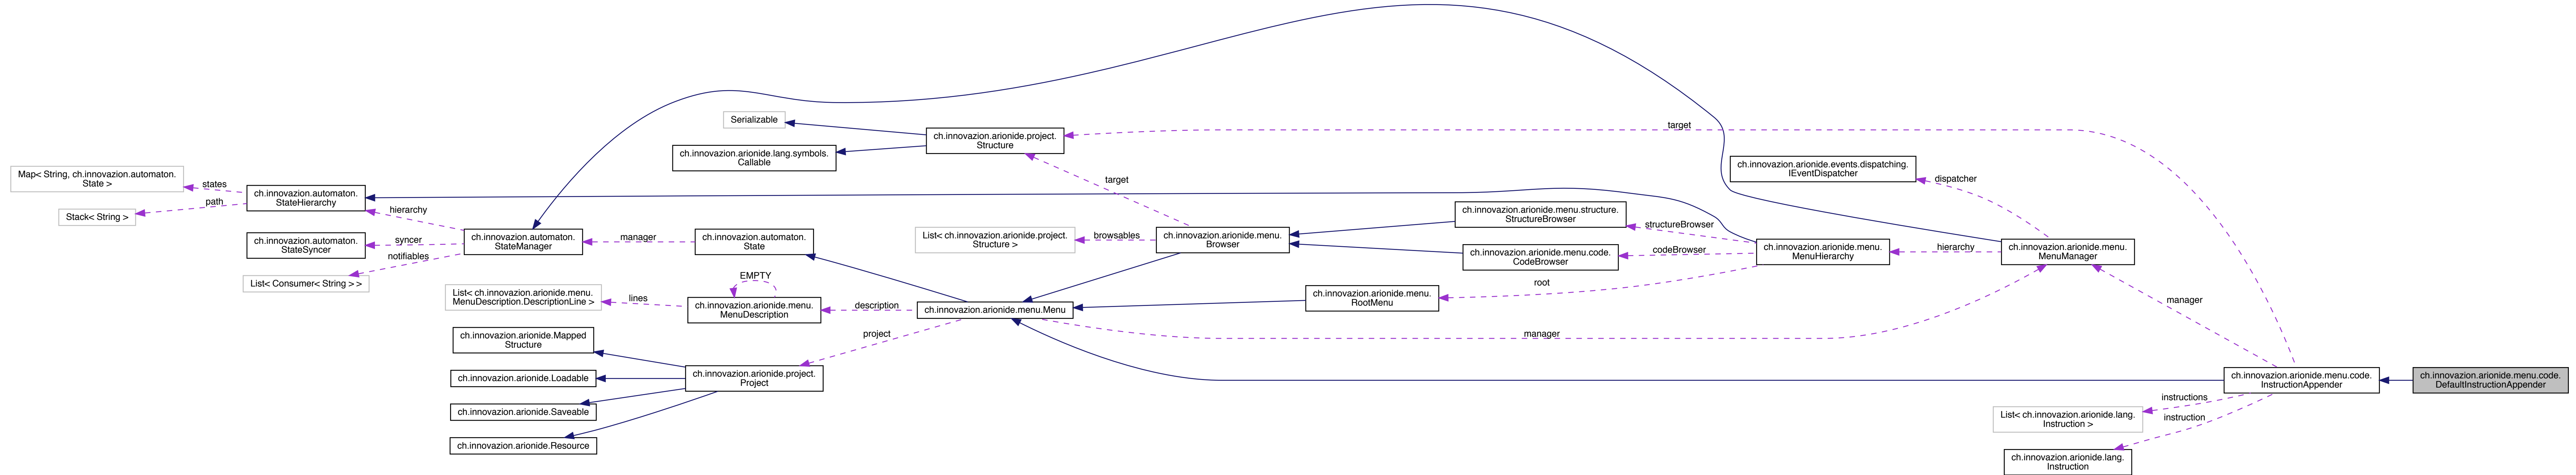 Serializable
ch.innovazion.arionide.project.
Structure
target
ch.innovazion.arionide.lang.symbols.
Callable
ch.innovazion.arionide.events.dispatching.
IEventDispatcher
Map< String, ch.innovazion.automaton.
State >
states
path
Stack< String >
ch.innovazion.automaton.
StateHierarchy
hierarchy
target
dispatcher
ch.innovazion.automaton.
StateSyncer
syncer
notifiables
List< Consumer< String > >
ch.innovazion.automaton.
StateManager
manager
ch.innovazion.automaton.
State
List< ch.innovazion.arionide.project.
Structure >
browsables
ch.innovazion.arionide.menu.
Browser
ch.innovazion.arionide.menu.structure.
StructureBrowser
structureBrowser
ch.innovazion.arionide.menu.code.
CodeBrowser
codeBrowser
ch.innovazion.arionide.menu.
MenuHierarchy
hierarchy
ch.innovazion.arionide.menu.
MenuManager
root
EMPTY
List< ch.innovazion.arionide.menu.
MenuDescription.DescriptionLine >
lines
ch.innovazion.arionide.menu.
MenuDescription
description
ch.innovazion.arionide.menu.Menu
ch.innovazion.arionide.menu.
RootMenu
manager
manager
project
ch.innovazion.arionide.Mapped
Structure
ch.innovazion.arionide.Loadable
ch.innovazion.arionide.Saveable
ch.innovazion.arionide.Resource
ch.innovazion.arionide.project.
Project
ch.innovazion.arionide.menu.code.
InstructionAppender
ch.innovazion.arionide.menu.code.
DefaultInstructionAppender
instructions
List< ch.innovazion.arionide.lang.
Instruction >
instruction
ch.innovazion.arionide.lang.
Instruction